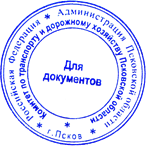 Российская Федерация * Администрация Псковской области *
Комитет по транспорту и дорожному хозяйству Псковской области
Для
документов
г.Псков